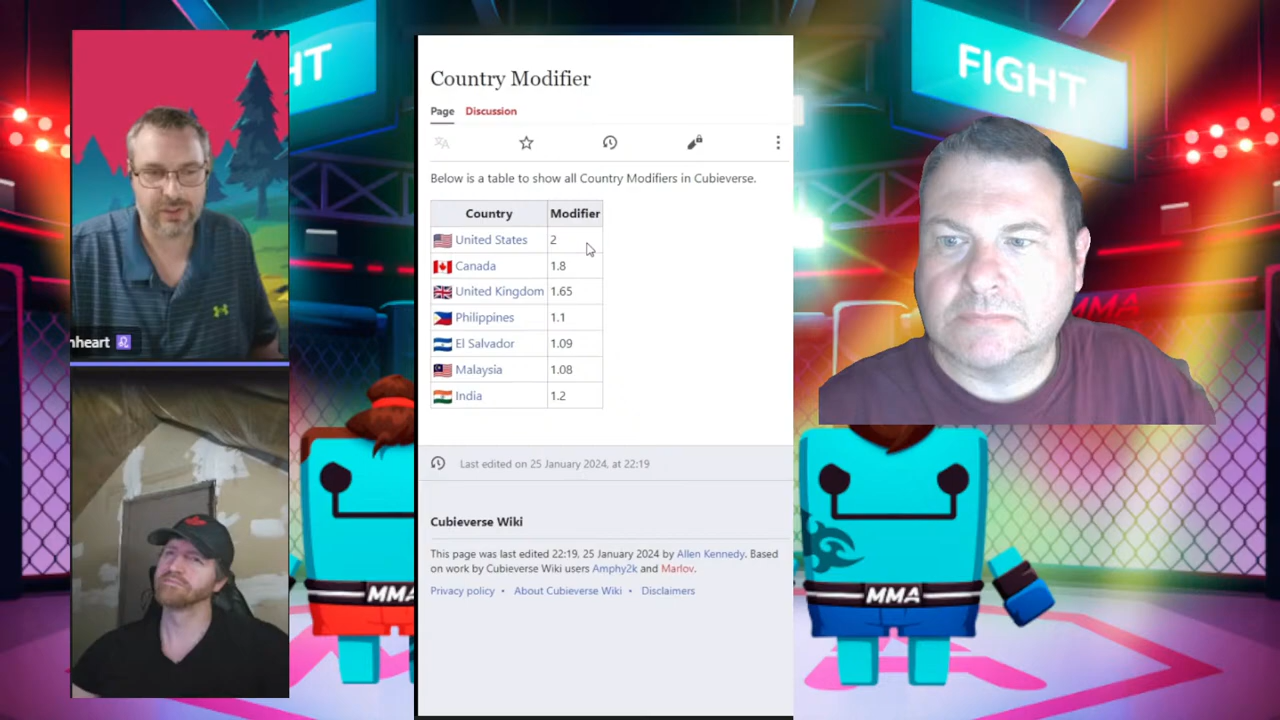 HT
FIGHT
Country Modifier
Page Discussion
Below is a table to show all Country Modifiers in Cubieverse.
Country Modifier
United States 2
Canada 1.8
United Kingdom 1.65
Philippines 1.1
El Salvador 1.09
Malaysia 1.08
India 1.2
Last edited on 25 January 2024, at 22:19
Cubieverse Wiki
This page was last edited 22:19, 25 January 2024 by Allen Kennedy. Based
on work by Cubieverse Wiki users Amphy2k and Marlov.
Privacy policy • About Cubieverse Wiki • Disclaimers
nheart
MMA
MMA
MMA